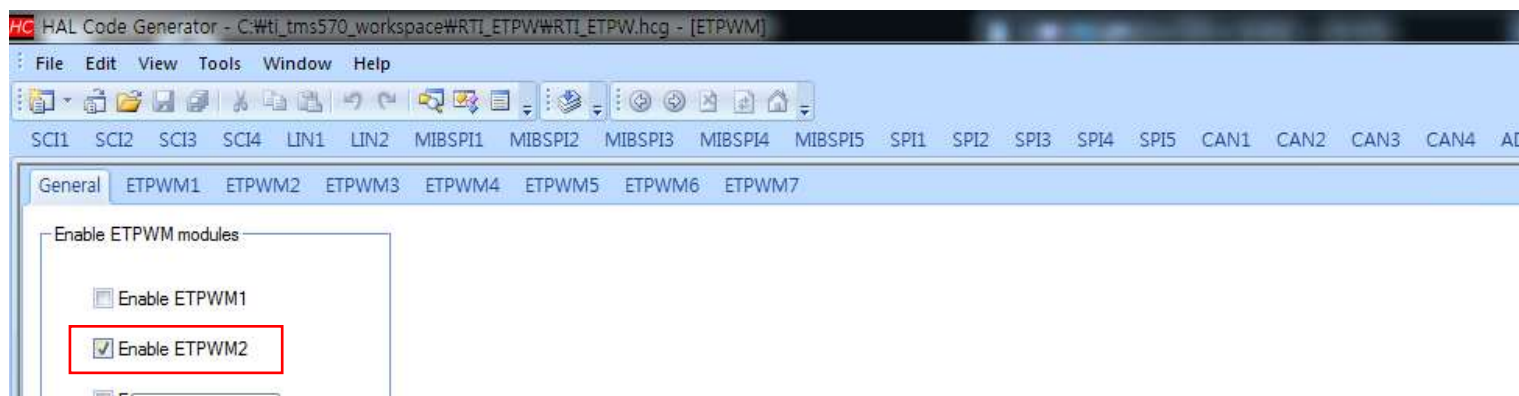 HC HAL Code Generator - C:₩ti_tms570_workspace₩RTI_ETPW₩RTI_ETPW.hcg - [ETPWM]
File Edit View Tools Window Help
SCI1 SCI2 SCI3 SCI4 LIN1 LIN2 MIBSPI1 MIBSPI2 MIBSPI3 MIBSPI4 MIBSPI5 SPI1 SPI2 SPI3 SPI4 SPI5 CAN1 CAN2 CAN3 CAN4
General ETPWM1 ETPWM2 ETPWM3 ETPWM4 ETPWM5 ETPWM6 ETPWM7
Enable ETPWM modules
Enable ETPWM1
Enable ETPWM2